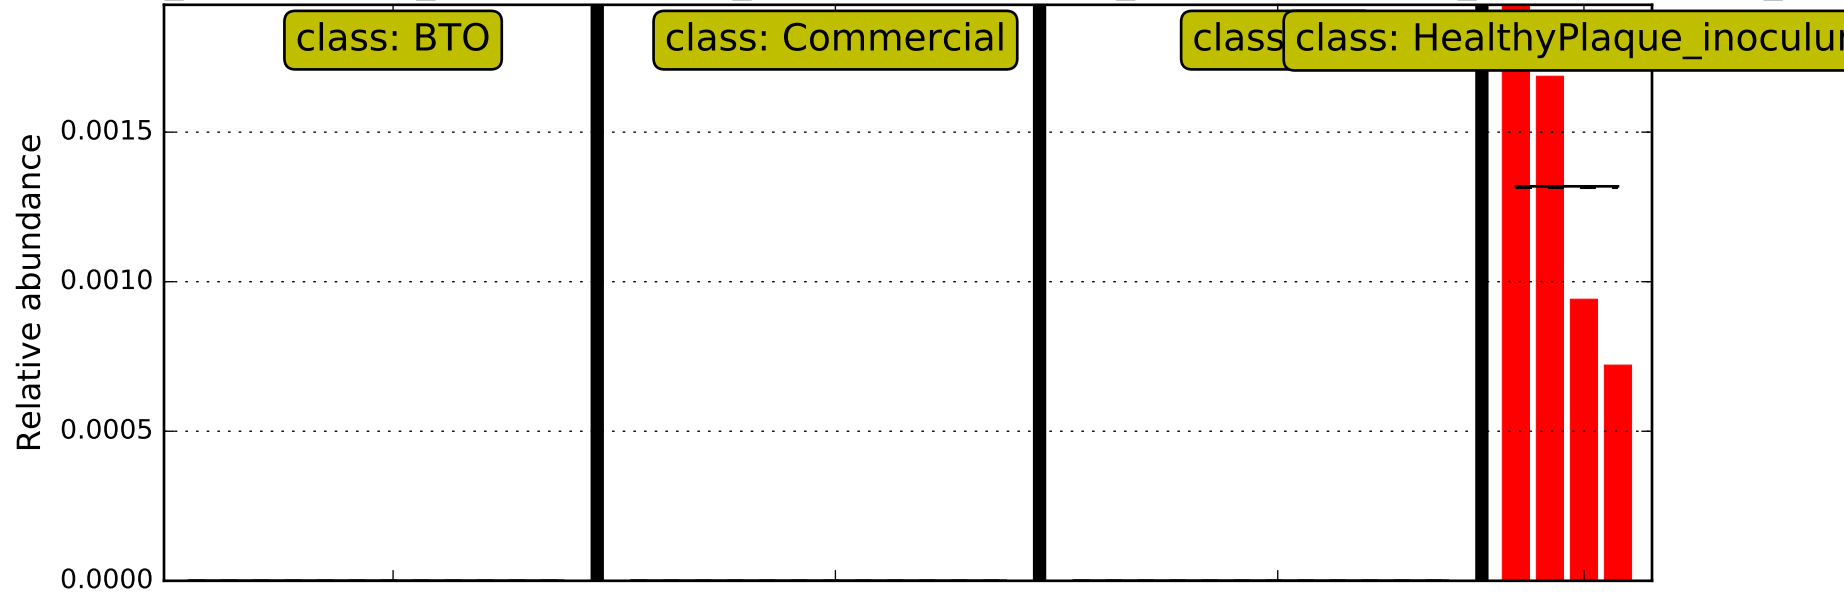 class: BTO
class: Commercial
class
class: HealthyPlaque_inoculu
Relative abundance
0.0015
0.0010
0.0005
0.0000